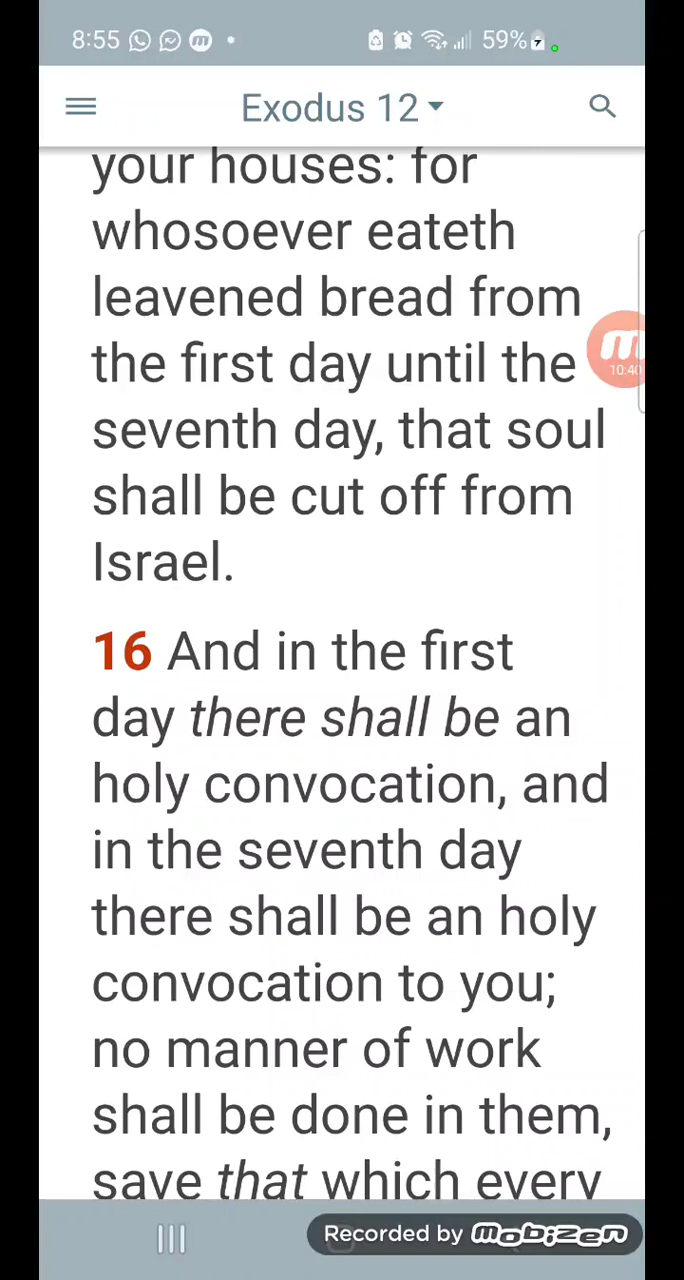 8:55 59%
Exodus 12
your houses: for
whosoever eateth
leavened bread from
the first day until the
10:40
seventh day, that soul
shall be cut off from
Israel.
16 And in the first
day there shall be an
holy convocation, and
in the seventh day
there shall be an holy
convocation to you;
no manner of work
shall be done in them,
save that which every
Recorded by mobizen